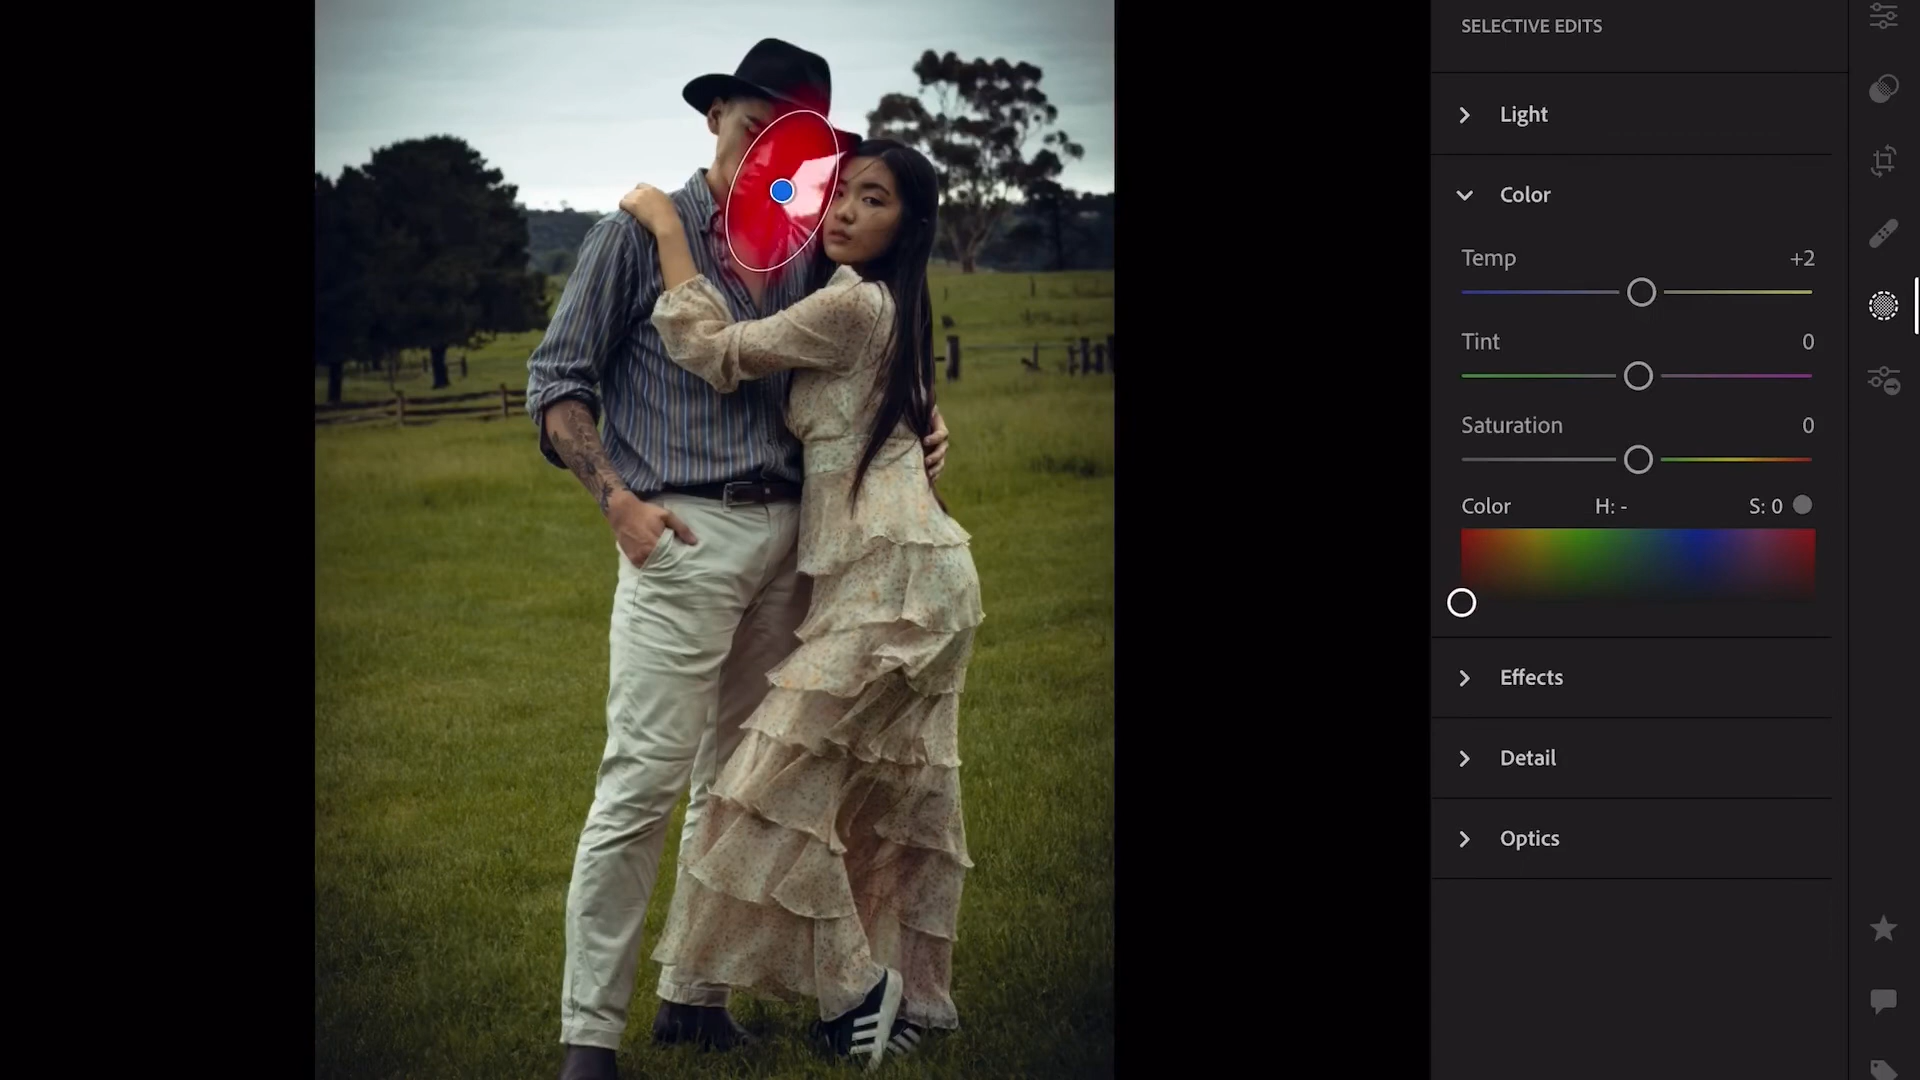 SELECTIVE EDITS
Light
Color
Temp +2
Tint 0
Saturation 0
Color H: - S: 0
Effects
Detail
Optics